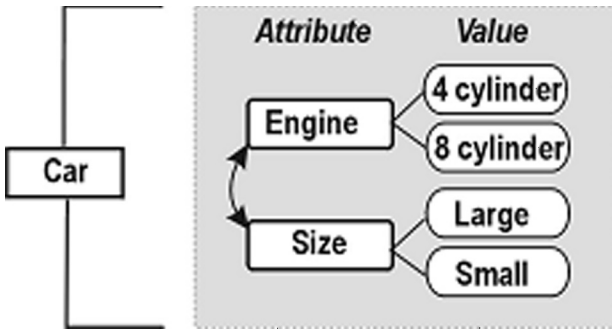 Attribute Value
4 cylinder
Engine
8 cylinder
Car
Large
Size
Small